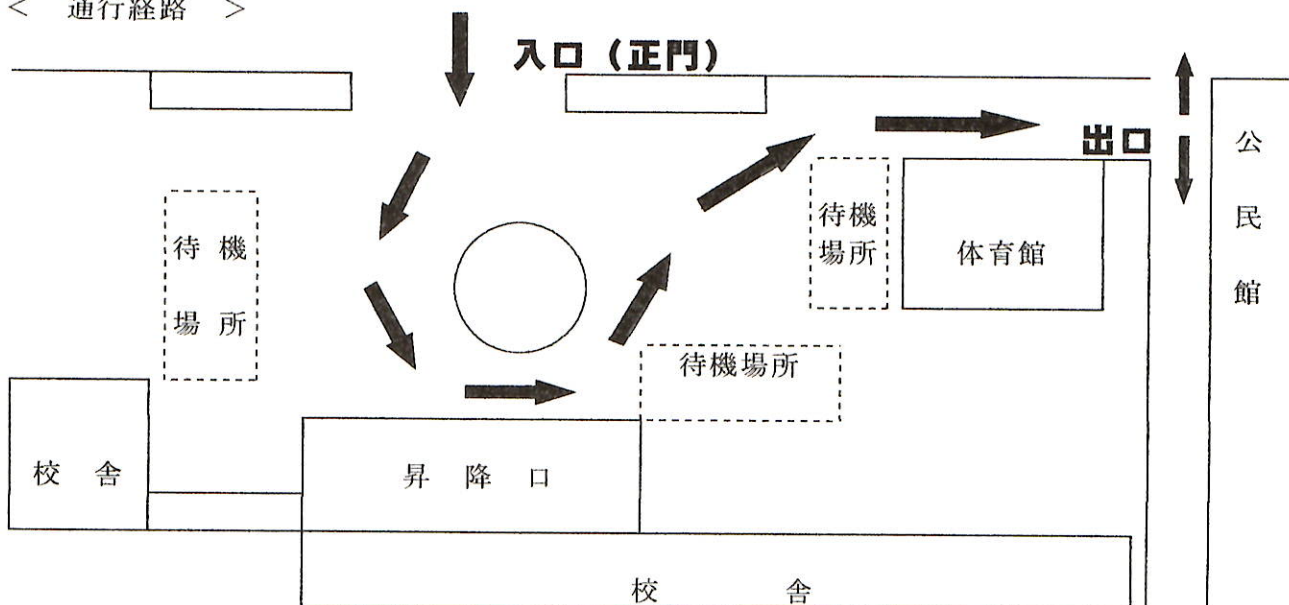 < 通行経路 >
入口（正門）
出口
公民館
待機
場所
待機
場所
体育館
待機場所
校舎
昇降口
校舎